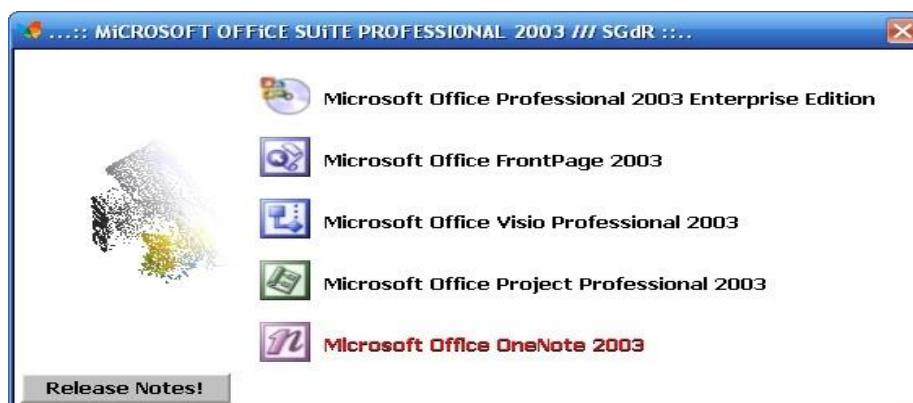 ...:: MiCROSOFT OFFiCE SUiTE PROFESSIONAL 2003 /// SGdR ::..
Microsoft Office Professional 2003 Enterprise Edition
Microsoft Office FrontPage 2003
Microsoft Office Visio Professional 2003
Microsoft Office Project Professional 2003
Microsoft Office OneNote 2003
Release Notes!